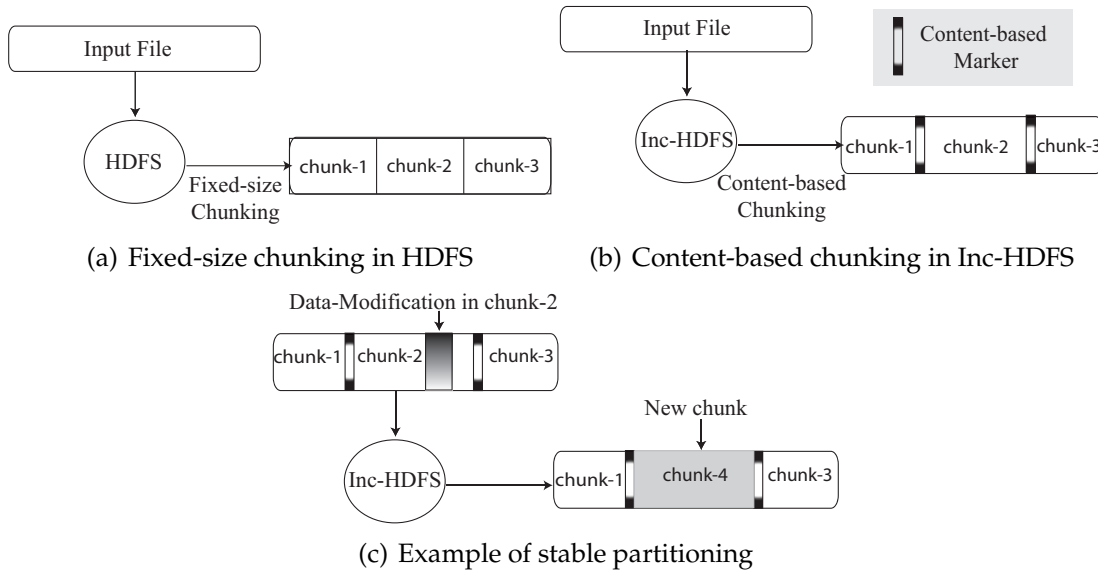 Input File
HDFS
Fixed-size
Chunking
chunk-1 chunk-2 chunk-3
(a) Fixed-size chunking in HDFS
Input File
Content-based
Marker
Inc-HDFS
Content-based
Chunking
chunk-1 chunk-2 chunk-3
(b) Content-based chunking in Inc-HDFS
Data-Modification in chunk-2
chunk-1 chunk-2 chunk-3
Inc-HDFS
New chunk
chunk-1 chunk-4 chunk-3
(c) Example of stable partitioning